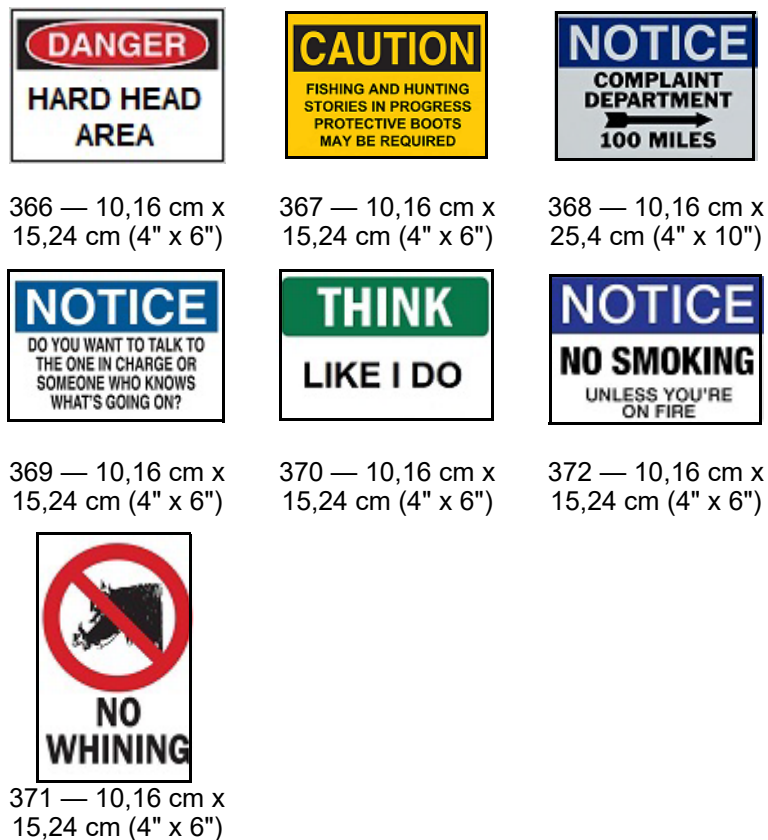 DANGER
HARD HEAD
AREA
366 — 10,16 cm x
15,24 cm (4" x 6")
CAUTION
FISHING AND HUNTING
STORIES IN PROGRESS
PROTECTIVE BOOTS
MAY BE REQUIRED
367 — 10,16 cm x
15,24 cm (4" x 6")
NOTICE
COMPLAINT
DEPARTMENT
100 MILES
368 — 10,16 cm x
25,4 cm (4" x 10")
NOTICE
DO YOU WANT TO TALK TO
THE ONE IN CHARGE OR
SOMEONE WHO KNOWS
WHAT'S GOING ON?
369 — 10,16 cm x
15,24 cm (4" x 6")
THINK
LIKE I DO
370 — 10,16 cm x
15,24 cm (4" x 6")
NOTICE
NO SMOKING
UNLESS YOU'RE
ON FIRE
372 — 10,16 cm x
15,24 cm (4" x 6")
NO
WHINING
371 — 10,16 cm x
15,24 cm (4" x 6")